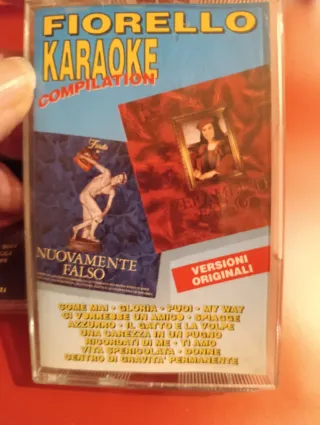 FIORELLO
KARAOKE
COMPILATION
NUOVAMENTE
FALSO
VERSIONI
ORIGINALI
COME MAI - GLORIA - PUOI - MY WAY
CI VORREBBE UN AMICO - SPIAGGE
AZZURRO - IL GATTO E LA VOLPE
UNA CAREZZA IN UN PUGNO
RICORDATI DI ME - TI AMO
VITA SPERICOLATA - DONNE
CENTRO DI GRAVITA' PERMANENTE